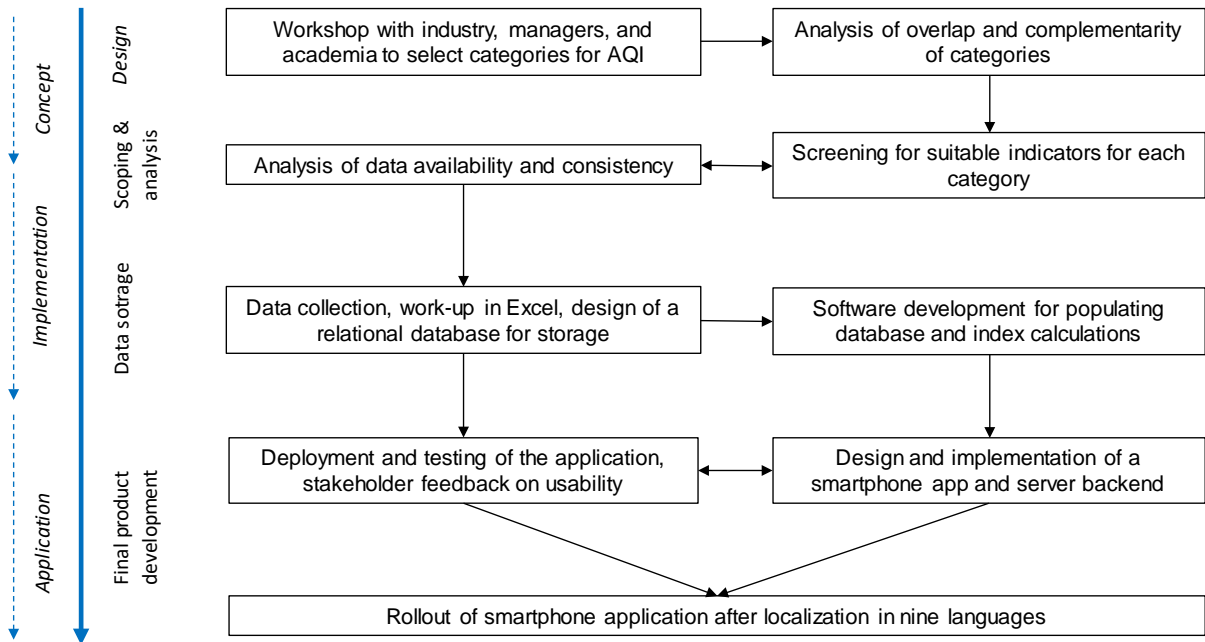 Concept
Implementation
Application
Design
Scoping &
analysis
Data sotrage
Final product
development
Workshop with industry, managers, and
academia to select categories for AQI
Analysis of overlap and complementarity
of categories
Analysis of data availability and consistency
Screening for suitable indicators for each
category
Data collection, work-up in Excel, design of a
relational database for storage
Software development for populating
database and index calculations
Deployment and testing of the application,
stakeholder feedback on usability
Design and implementation of a
smartphone app and server backend
Rollout of smartphone application after localization in nine languages